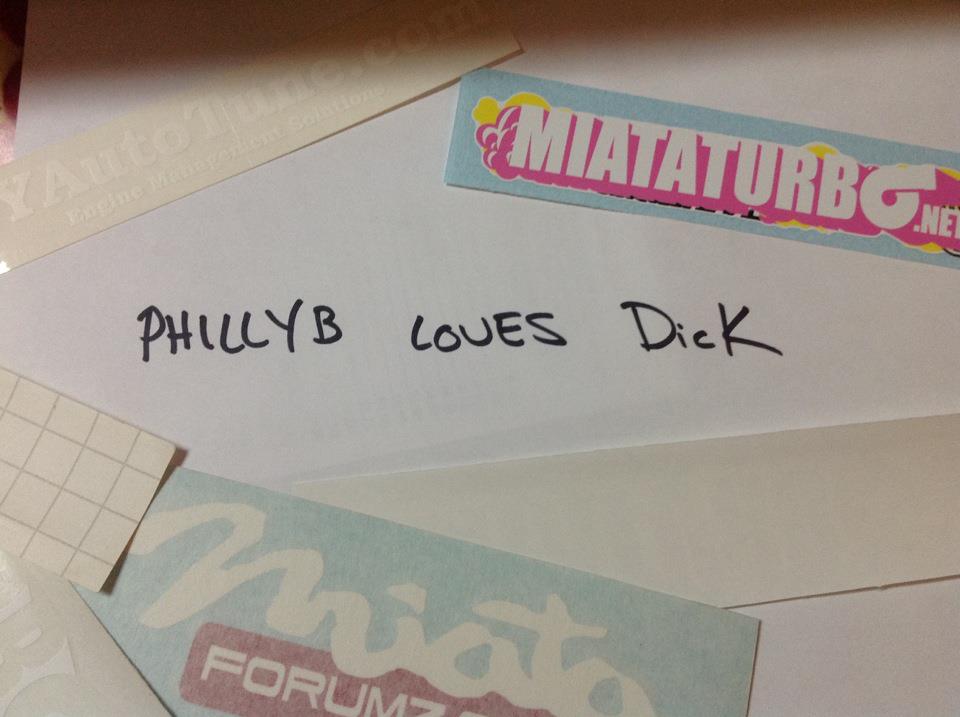 YAutoTune.com
Engine Management Solutions
MIATATURBO.NET
PHILLYB LOVES DicK
miata
FORUMZ